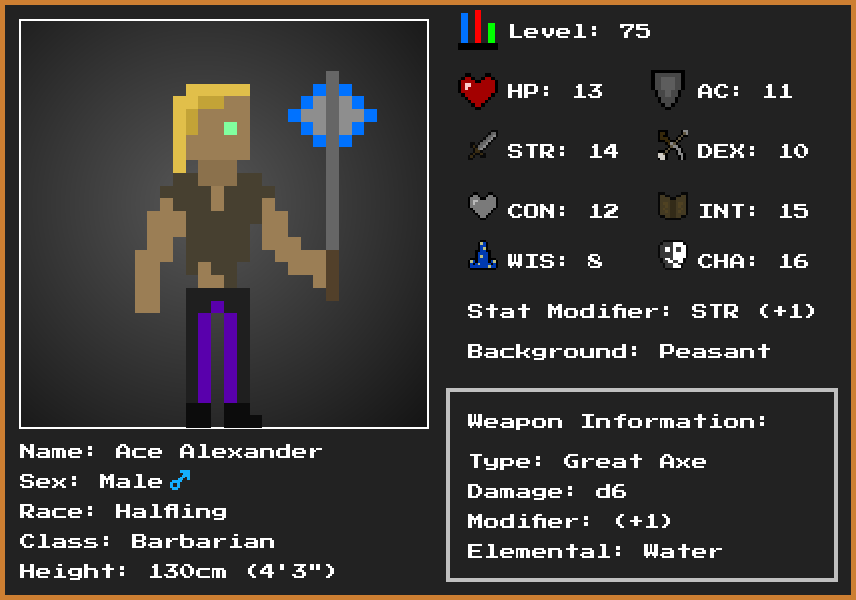 Level: 75
HP: 13
AC: 11
STR: 14
DEX: 10
CON: 12
INT: 15
WIS: 8
CHA: 16
Stat Modifier: STR (+1)
Background: Peasant
Weapon Information:
Type: Great Axe
Damage: d6
Modifier: (+1)
Elemental: Water
Name: Ace Alexander
Sex: Male♂
Race: Halfling
Class: Barbarian
Height: 130cm (4'3")